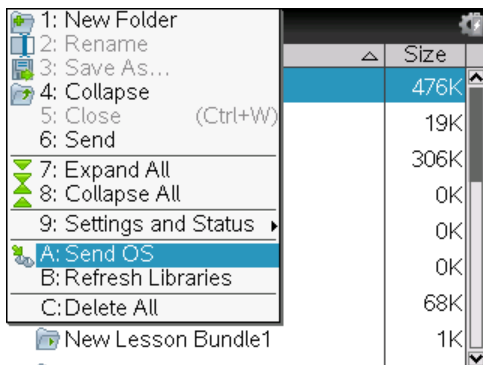 1: New Folder
2: Rename
3: Save As...
4: Collapse
5: Close (Ctrl+W)
6: Send
7: Expand All
8: Collapse All
9: Settings and Status
A: Send OS
B: Refresh Libraries
C: Delete All
New Lesson Bundle1
Size
476K
19K
306K
0K
0K
0K
68K
1K